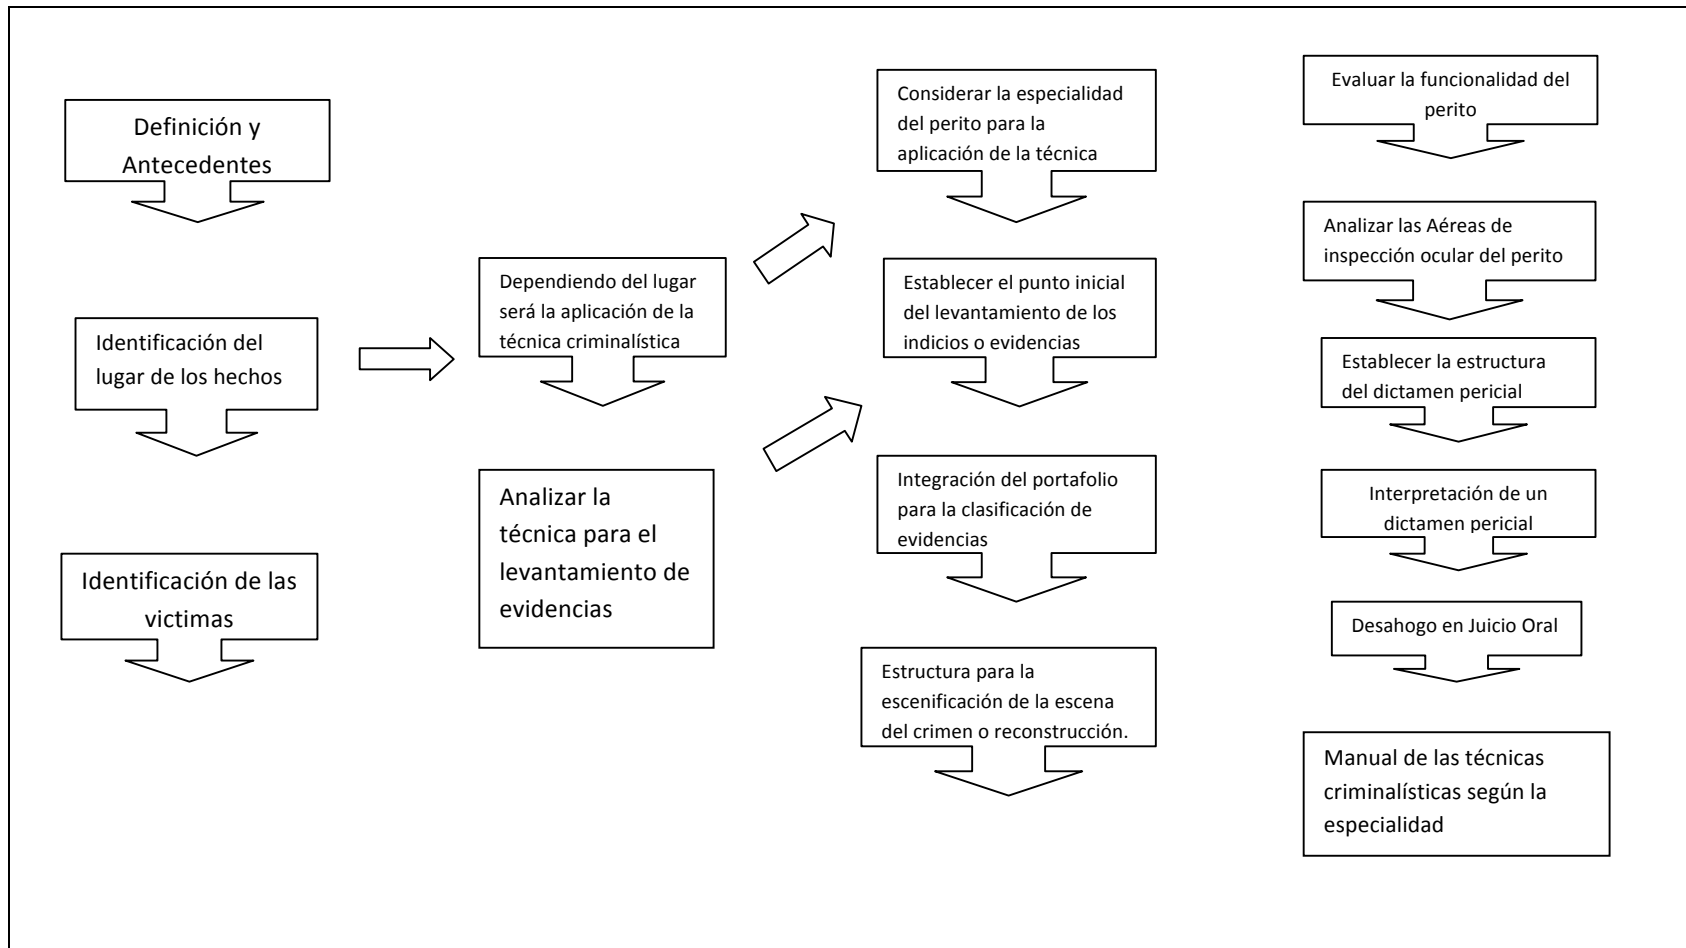 Definición y
Antecedentes
Identificación del
lugar de los hechos
Identificación de las
victimas
Dependiendo del lugar
será la aplicación de la
técnica criminalística
Analizar la
técnica para el
levantamiento de
evidencias
Considerar la especialidad
del perito para la
aplicación de la técnica
Establecer el punto inicial
del levantamiento de los
indicios o evidencias
Integración del portafolio
para la clasificación de
evidencias
Estructura para la
escenificación de la escena
del crimen o reconstrucción.
Evaluar la funcionalidad del
perito
Analizar las Aéreas de
inspección ocular del perito
Establecer la estructura
del dictamen pericial
Interpretación de un
dictamen pericial
Desahogo en Juicio Oral
Manual de las técnicas
criminalísticas según la
especialidad